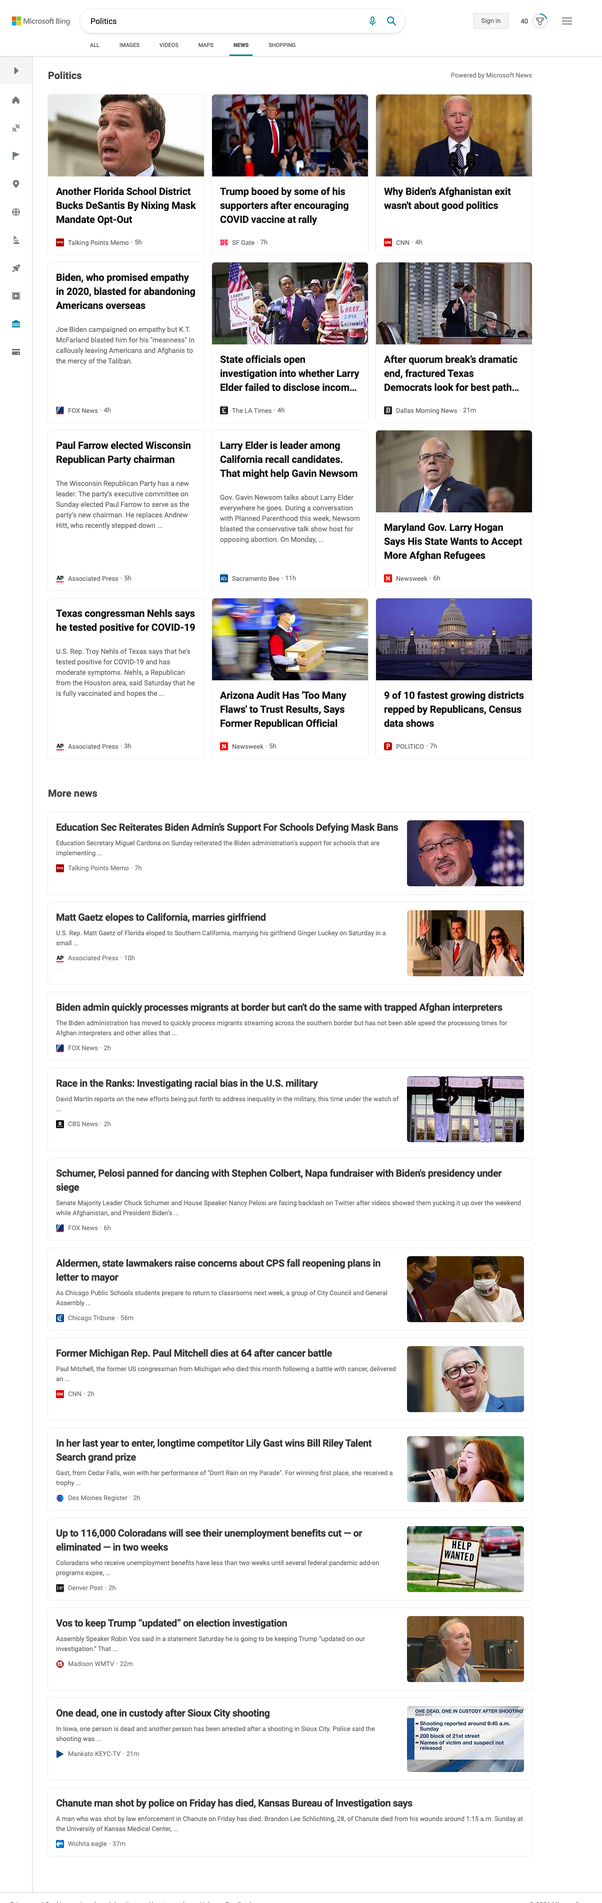 Microsoft Bing
Politics
Sign in
40
ALL
IMAGES
VIDEOS
MAPS
NEWS
SHOPPING
Politics
Powered by Microsoft News
Another Florida School District
Bucks DeSantis By Nixing Mask
Mandate Opt-Out
Talking Points Memo · 5h
Trump booed by some of his
supporters after encouraging
COVID vaccine at rally
SF Gate · 7h
Why Biden's Afghanistan exit
wasn't about good politics
CNN · 4h
Biden, who promised empathy
in 2020, blasted for abandoning
Americans overseas
Joe Biden campaigned on empathy but K.T.
McFarland blasted him for his "meanness" in
callously leaving Americans and Afghanis to
the mercy of the Taliban.
FOX News · 4h
State officials open
investigation into whether Larry
Elder failed to disclose incom...
The LA Times · 4h
After quorum break's dramatic
end, fractured Texas
Democrats look for best path...
Dallas Morning News · 21m
Paul Farrow elected Wisconsin
Republican Party chairman
The Wisconsin Republican Party has a new
leader. The party's executive committee on
Sunday elected Paul Farrow to serve as the
party's new chairman. He replaces Andrew
Hitt, who recently stepped down ...
AP Associated Press · 5h
Larry Elder is leader among
California recall candidates.
That might help Gavin Newsom
Gov. Gavin Newsom talks about Larry Elder
everywhere he goes. During a conversation
with Planned Parenthood this week, Newsom
blasted the conservative talk show host for
opposing abortion. On Monday, ...
Sacramento Bee · 11h
Maryland Gov. Larry Hogan
Says His State Wants to Accept
More Afghan Refugees
N Newsweek · 6h
Texas congressman Nehls says
he tested positive for COVID-19
U.S. Rep. Troy Nehls of Texas says that he's
tested positive for COVID-19 and has
moderate symptoms. Nehls, a Republican
from the Houston area, said Saturday that he
is fully vaccinated and hopes the ...
AP Associated Press · 3h
Arizona Audit Has 'Too Many
Flaws' to Trust Results, Says
Former Republican Official
N Newsweek · 5h
9 of 10 fastest growing districts
repped by Republicans, Census
data shows
P POLITICO · 7h
More news
Education Sec Reiterates Biden Admin's Support For Schools Defying Mask Bans
Education Secretary Miguel Cardona on Sunday reiterated the Biden administration's support for schools that are
implementing ...
Talking Points Memo · 7h
Matt Gaetz elopes to California, marries girlfriend
U.S. Rep. Matt Gaetz of Florida eloped to Southern California, marrying his girlfriend Ginger Luckey on Saturday in a
small ...
AP Associated Press · 10h
Biden admin quickly processes migrants at border but can't do the same with trapped Afghan interpreters
The Biden administration has moved to quickly process migrants streaming across the southern border but has not been able speed the processing times for
Afghan interpreters and other allies that ...
FOX News · 2h
Race in the Ranks: Investigating racial bias in the U.S. military
David Martin reports on the new efforts being put forth to address inequality in the military, this time under the watch of
...
CBS News · 2h
Schumer, Pelosi panned for dancing with Stephen Colbert, Napa fundraiser with Biden's presidency under
siege
Senate Majority Leader Chuck Schumer and House Speaker Nancy Pelosi are facing backlash on Twitter after videos showed them yucking it up over the weekend
while Afghanistan, and President Biden's ...
FOX News · 6h
Aldermen, state lawmakers raise concerns about CPS fall reopening plans in
letter to mayor
As Chicago Public Schools students prepare to return to classrooms next week, a group of City Council and General
Assembly ...
Chicago Tribune · 56m
Former Michigan Rep. Paul Mitchell dies at 64 after cancer battle
Paul Mitchell, the former US congressman from Michigan who died this month following a battle with cancer, delivered
an ...
CNN · 2h
In her last year to enter, longtime competitor Lily Gast wins Bill Riley Talent
Search grand prize
Gast, from Cedar Falls, won with her performance of "Don't Rain on my Parade". For winning first place, she received a
trophy ...
Des Moines Register · 2h
Up to 116,000 Coloradans will see their unemployment benefits cut — or
eliminated — in two weeks
Coloradans who receive unemployment benefits have less than two weeks until several federal pandemic add-on
programs expire, ...
Denver Post · 2h
HELP
WANTED
Vos to keep Trump "updated" on election investigation
Assembly Speaker Robin Vos said in a statement Saturday he is going to be keeping Trump "updated on our
investigation." That ...
Madison WMTV · 22m
One dead, one in custody after Sioux City shooting
In Iowa, one person is dead and another person has been arrested after a shooting in Sioux City. Police said the
shooting was ...
Mankato KEYC-TV · 21m
ONE DEAD, ONE IN CUSTODY AFTER SHOOTING
SIOUX CITY
Shooting reported around 9:45 a.m.
Sunday
200 block of 21st street
Names of victim and suspect not
released
Chanute man shot by police on Friday has died, Kansas Bureau of Investigation says
A man who was shot by law enforcement in Chanute on Friday has died. Brandon Lee Schlichting, 28, of Chanute died from his wounds around 1:15 a.m. Sunday at
the University of Kansas Medical Center, ...
Wichita eagle · 37m